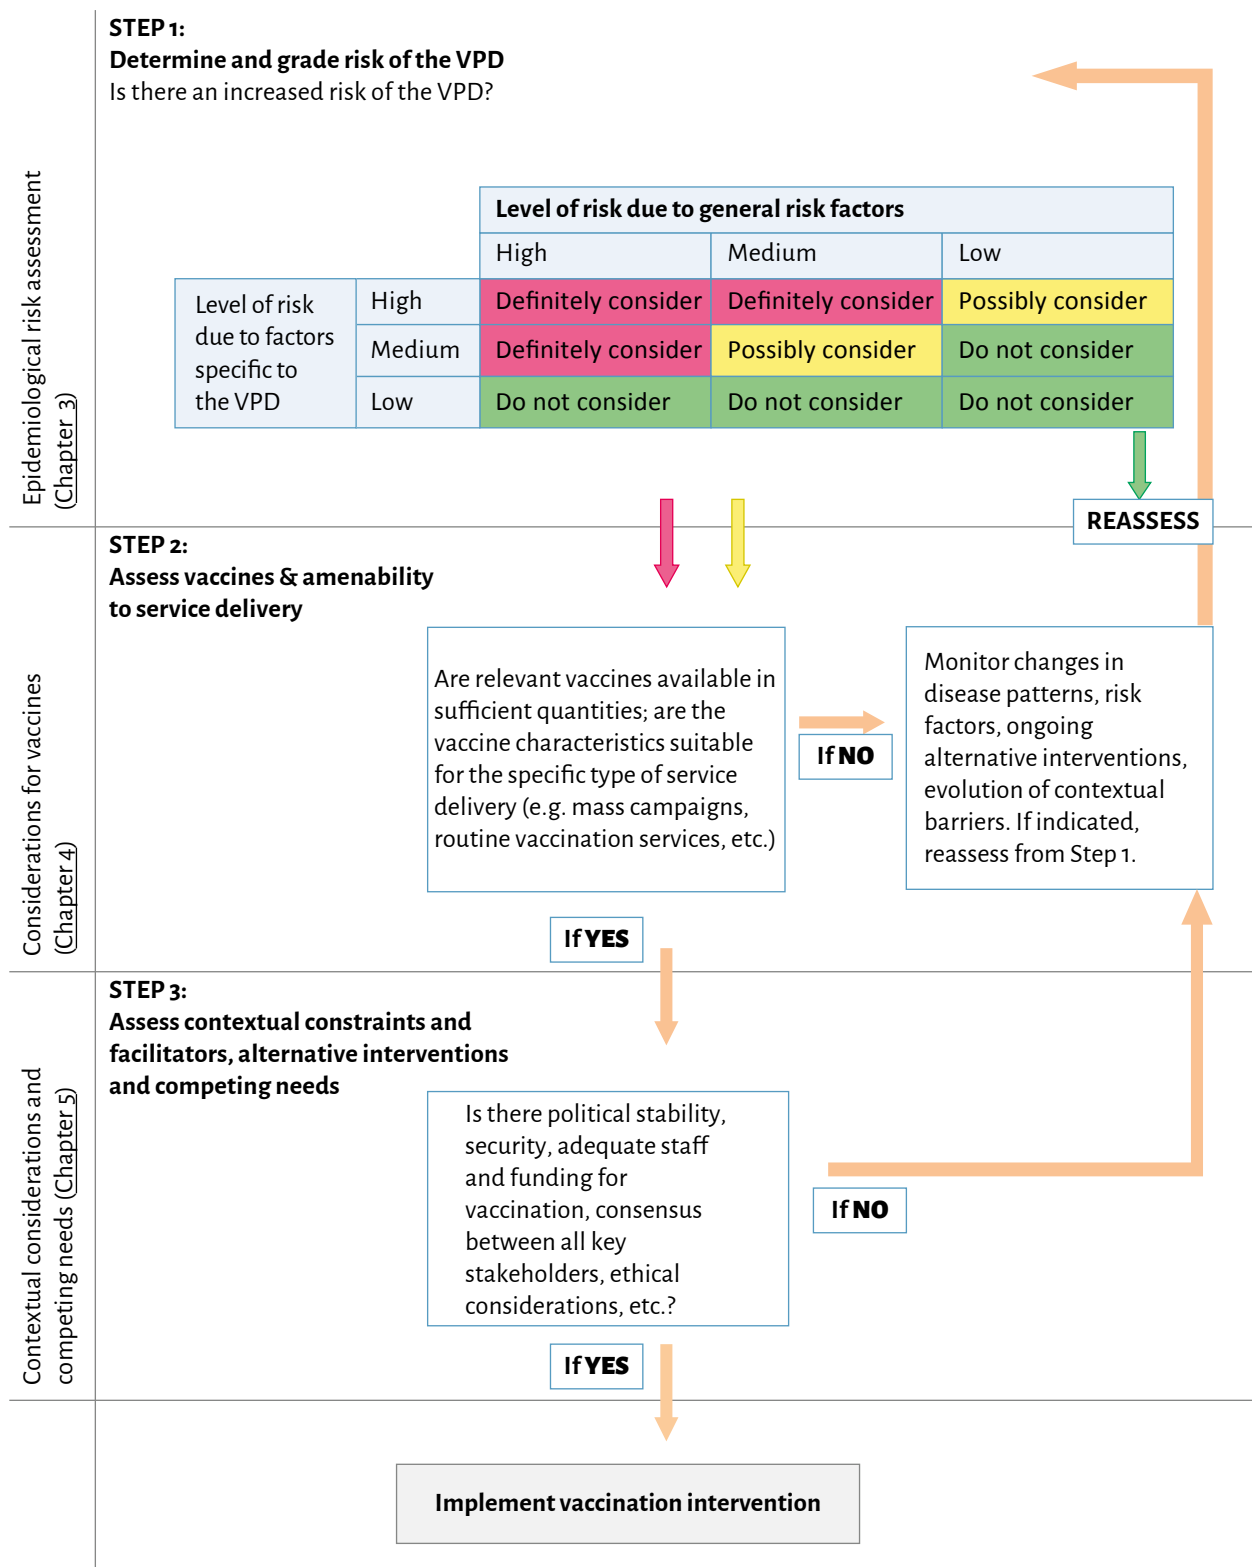 STEP 1:
Determine and grade risk of the VPD
Is there an increased risk of the VPD?
Epidemiological risk assessment
(Chapter 3)
Level of risk due to general risk factors
High
Medium
Low
Level of risk
due to factors
specific to
the VPD
High
Definitely consider
Definitely consider
Possibly consider
Medium
Definitely consider
Possibly consider
Do not consider
Low
Do not consider
Do not consider
Do not consider
REASSESS
STEP 2:
Assess vaccines & amenability
to service delivery
Considerations for vaccines
(Chapter 4)
Are relevant vaccines available in
sufficient quantities; are the
vaccine characteristics suitable
for the specific type of service
delivery (e.g. mass campaigns,
routine vaccination services, etc.)
If NO
Monitor changes in
disease patterns, risk
factors, ongoing
alternative interventions,
evolution of contextual
barriers. If indicated,
reassess from Step 1.
If YES
STEP 3:
Assess contextual constraints and
facilitators, alternative interventions
and competing needs
Contextual considerations and
competing needs (Chapter 5)
Is there political stability,
security, adequate staff
and funding for
vaccination, consensus
between all key
stakeholders, ethical
considerations, etc.?
If NO
If YES
Implement vaccination intervention